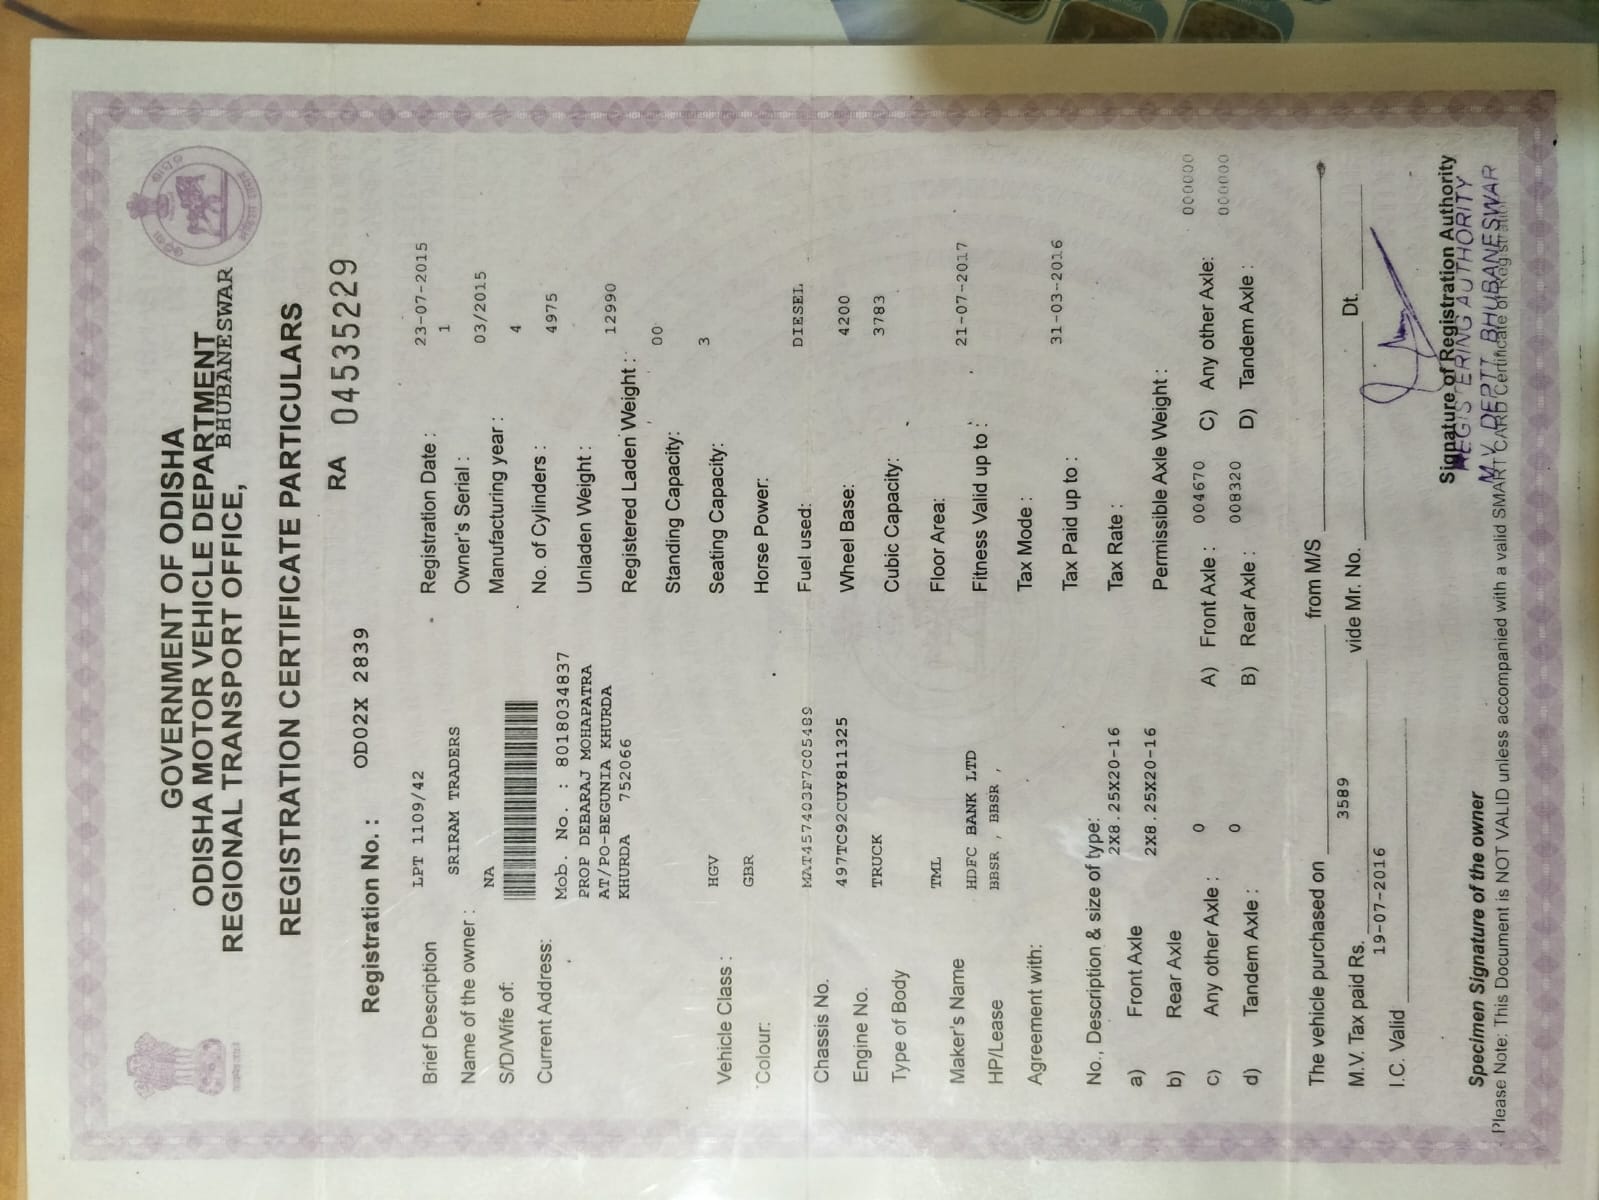 GOVERNMENT OF ODISHA
ODISHA MOTOR VEHICLE DEPARTMENT
REGIONAL TRANSPORT OFFICE, BHUBANESWAR
REGISTRATION CERTIFICATE PARTICULARS
RA 04535229
Registration No. : OD02X 2839
Brief Description LPT 1109/42
Name of the owner : SRIRAM TRADERS
S/D/Wife of: NA
Current Address:
Mob. No. : 8018034837
PROP DEBARAJ MOHAPATRA
AT/PO-BEGUNIA KHURDA
KHURDA 752066
Vehicle Class : HGV
Colour: GBR
Chassis No. MAT457403F7C05489
Engine No. 497TC92CUY811325
Type of Body TRUCK
Maker's Name TML
HP/Lease HDFC BANK LTD
Agreement with: BBSR , BBSR ,
Registration Date : 23-07-2015
Owner's Serial : 1
Manufacturing year : 03/2015
No. of Cylinders : 4
Unladen Weight : 4975
Registered Laden Weight : 12990
Standing Capacity: 00
Seating Capacity: 3
Horse Power:
Fuel used: DIESEL
Wheel Base: 4200
Cubic Capacity: 3783
Floor Area:
Fitness Valid up to : 21-07-2017
Tax Mode :
Tax Paid up to : 31-03-2016
Tax Rate :
No., Description & size of type:
a) Front Axle 2X8.25X20-16
b) Rear Axle 2X8.25X20-16
c) Any other Axle : 0
d) Tandem Axle : 0
Permissible Axle Weight :
A) Front Axle : 004670 C) Any other Axle: 000000
B) Rear Axle : 008320 D) Tandem Axle : 000000
The vehicle purchased on from M/S
M.V. Tax paid Rs. 3589 vide Mr. No. Dt.
I.C. Valid 19-07-2016
Specimen Signature of the owner Signature of Registration Authority
REGISTERING AUTHORITY
M.V. DEPTT. BHUBANESWAR
Please Note: This Document is NOT VALID unless accompanied with a valid SMART CARD Certificate of Registration